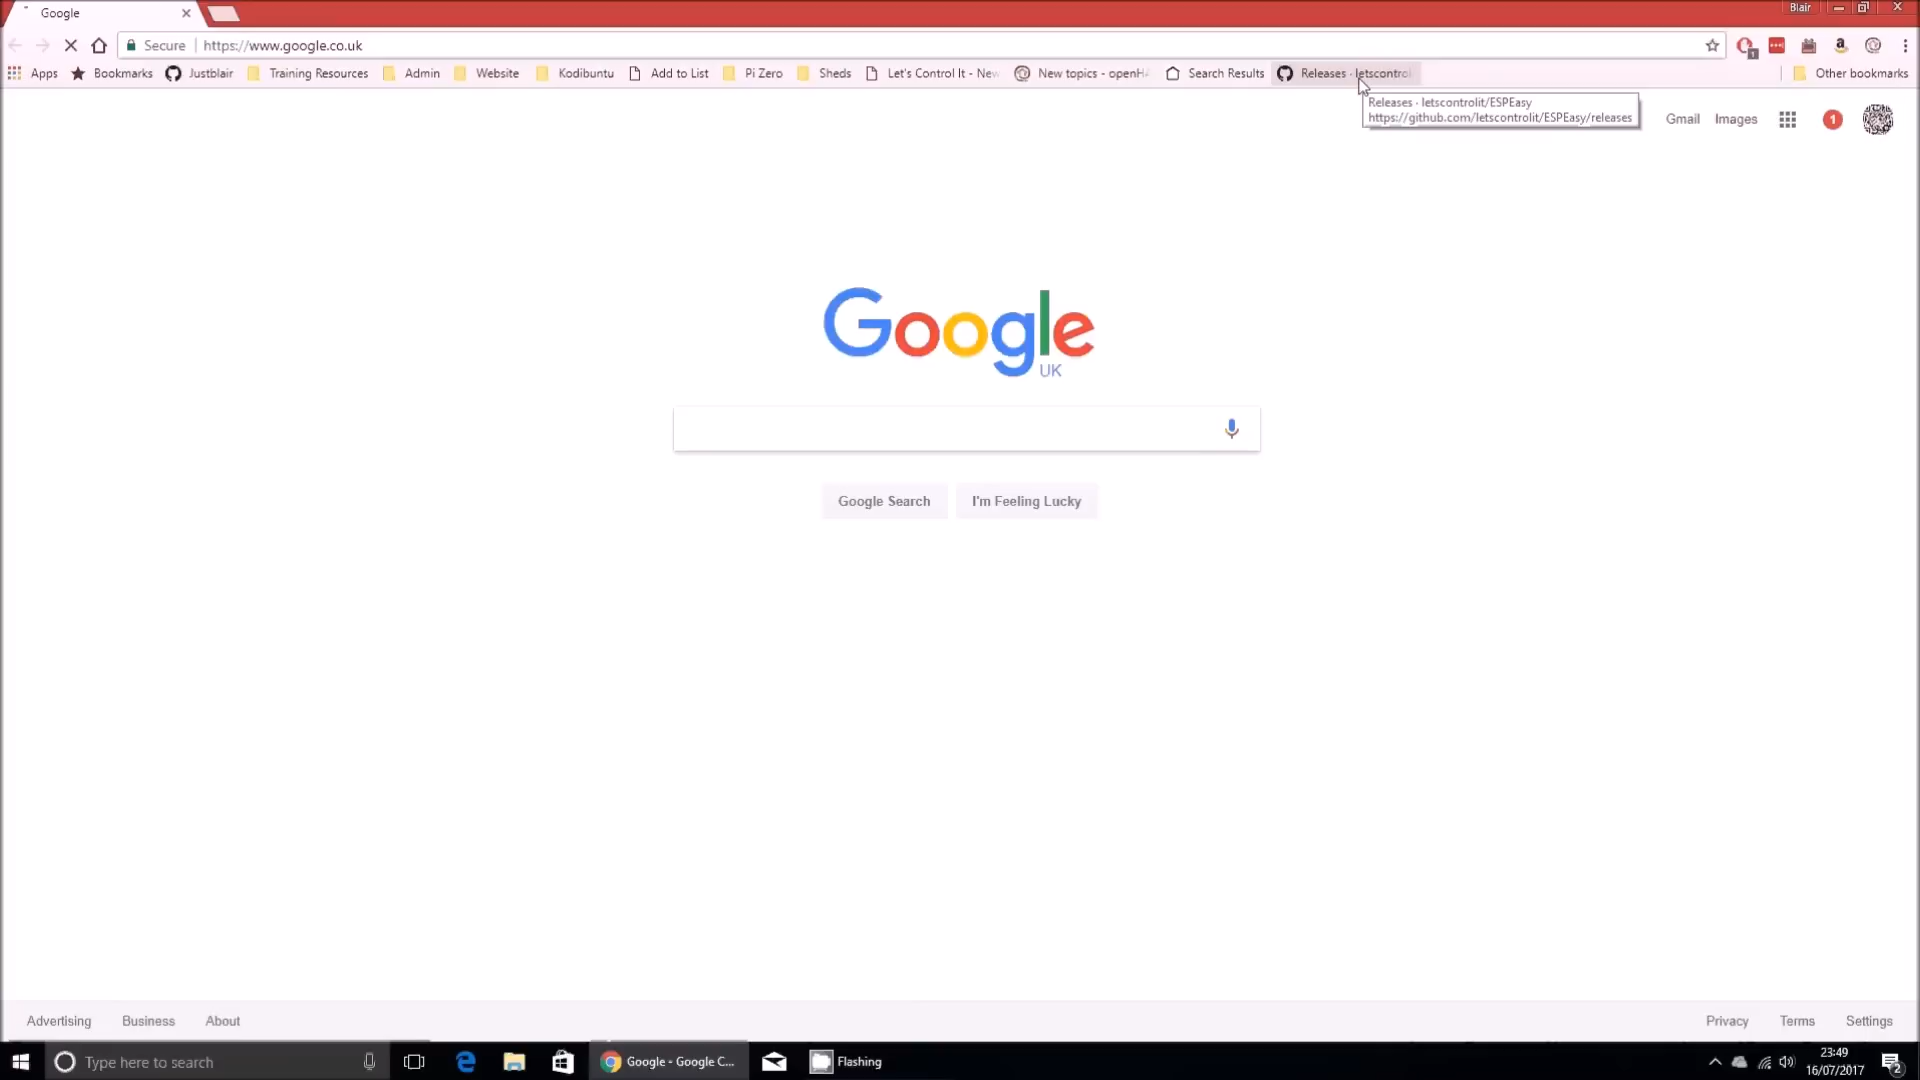 Google
Blair
Secure
https://www.google.co.uk
1
Apps
Bookmarks
Justblair
Training Resources
Admin
Website
Kodibuntu
Add to List
Pi Zero
Sheds
Let's Control It - New
New topics - openH
Search Results
Releases · letscontrol
Other bookmarks
Releases · letscontrolit/ESPEasy
https://github.com/letscontrolit/ESPEasy/releases
Gmail
Images
1
Google
UK
Google Search
I'm Feeling Lucky
Advertising
Business
About
Privacy
Terms
Settings
Type here to search
Google - Google C...
Flashing
23:49
16/07/2017
2